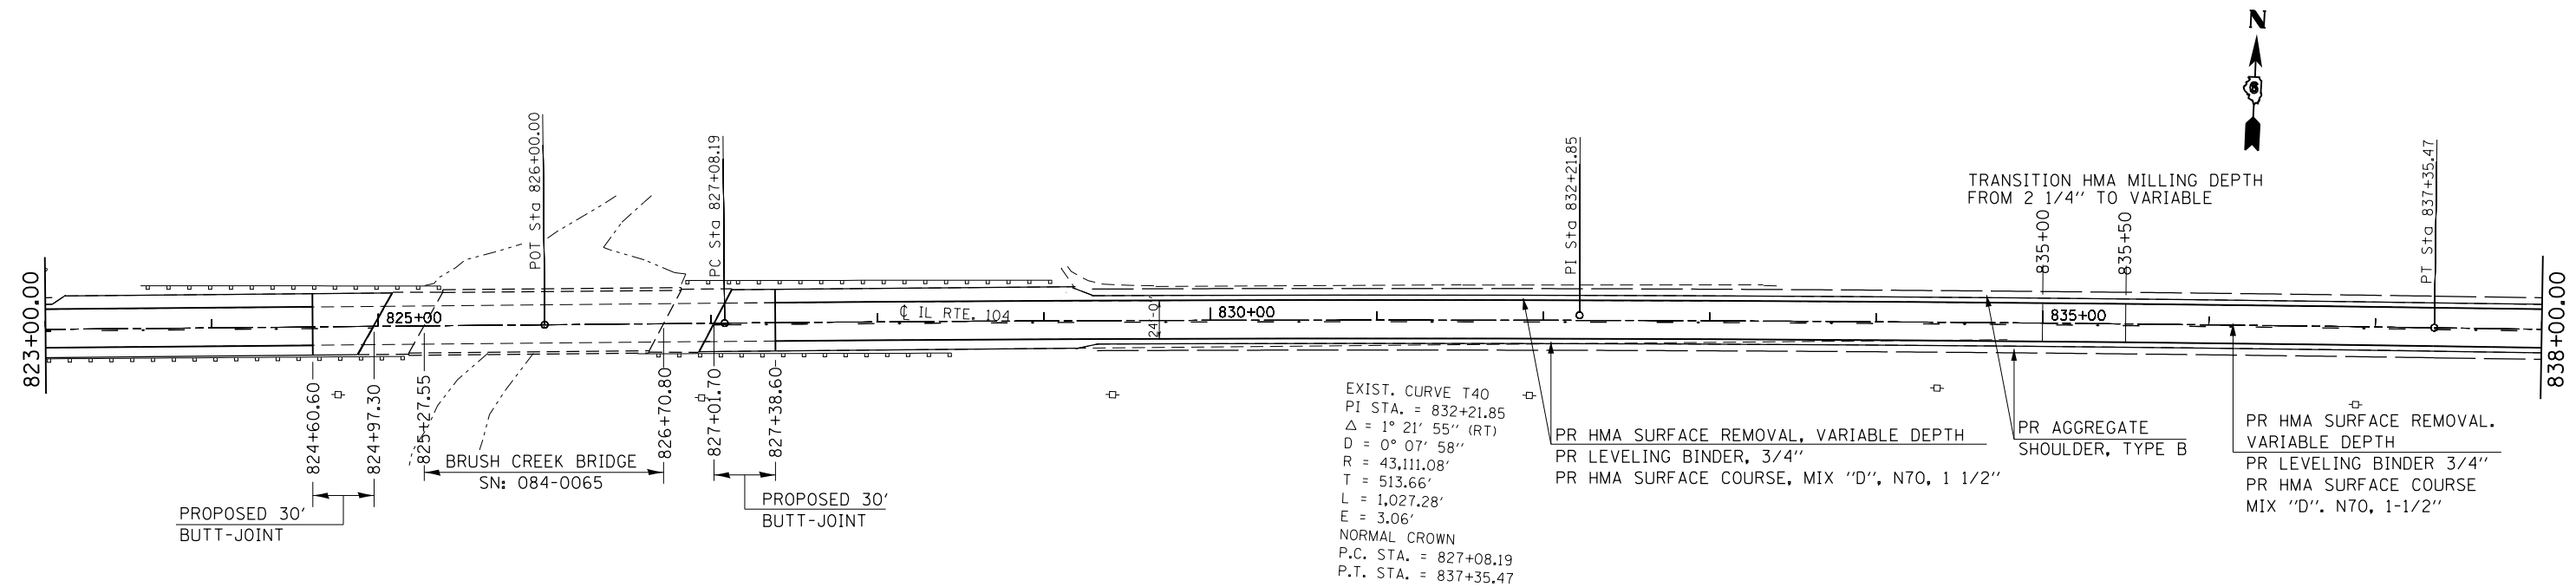 N
6
TRANSITION HMA MILLING DEPTH
FROM 2 1/4" TO VARIABLE
POT Sta 826+00.00
PC Sta 827+08.19
PI Sta 832+21.85
835+00
835+50
PT Sta 837+35.47
823+00.00
825+00
℄ IL RTE. 104
24'-0"
830+00
835+00
838+00.00
824+60.60
824+97.30
825+27.55
826+70.80
827+01.70
827+38.60
BRUSH CREEK BRIDGE
SN: 084-0065
PROPOSED 30'
BUTT-JOINT
PROPOSED 30'
BUTT-JOINT
EXIST. CURVE T40
PI STA. = 832+21.85
Δ = 1° 21' 55" (RT)
D = 0° 07' 58"
R = 43,111.08'
T = 513.66'
L = 1,027.28'
E = 3.06'
NORMAL CROWN
P.C. STA. = 827+08.19
P.T. STA. = 837+35.47
PR HMA SURFACE REMOVAL, VARIABLE DEPTH
PR LEVELING BINDER, 3/4"
PR HMA SURFACE COURSE, MIX "D", N70, 1 1/2"
PR AGGREGATE
SHOULDER, TYPE B
PR HMA SURFACE REMOVAL.
VARIABLE DEPTH
PR LEVELING BINDER 3/4"
PR HMA SURFACE COURSE
MIX "D". N70, 1-1/2"